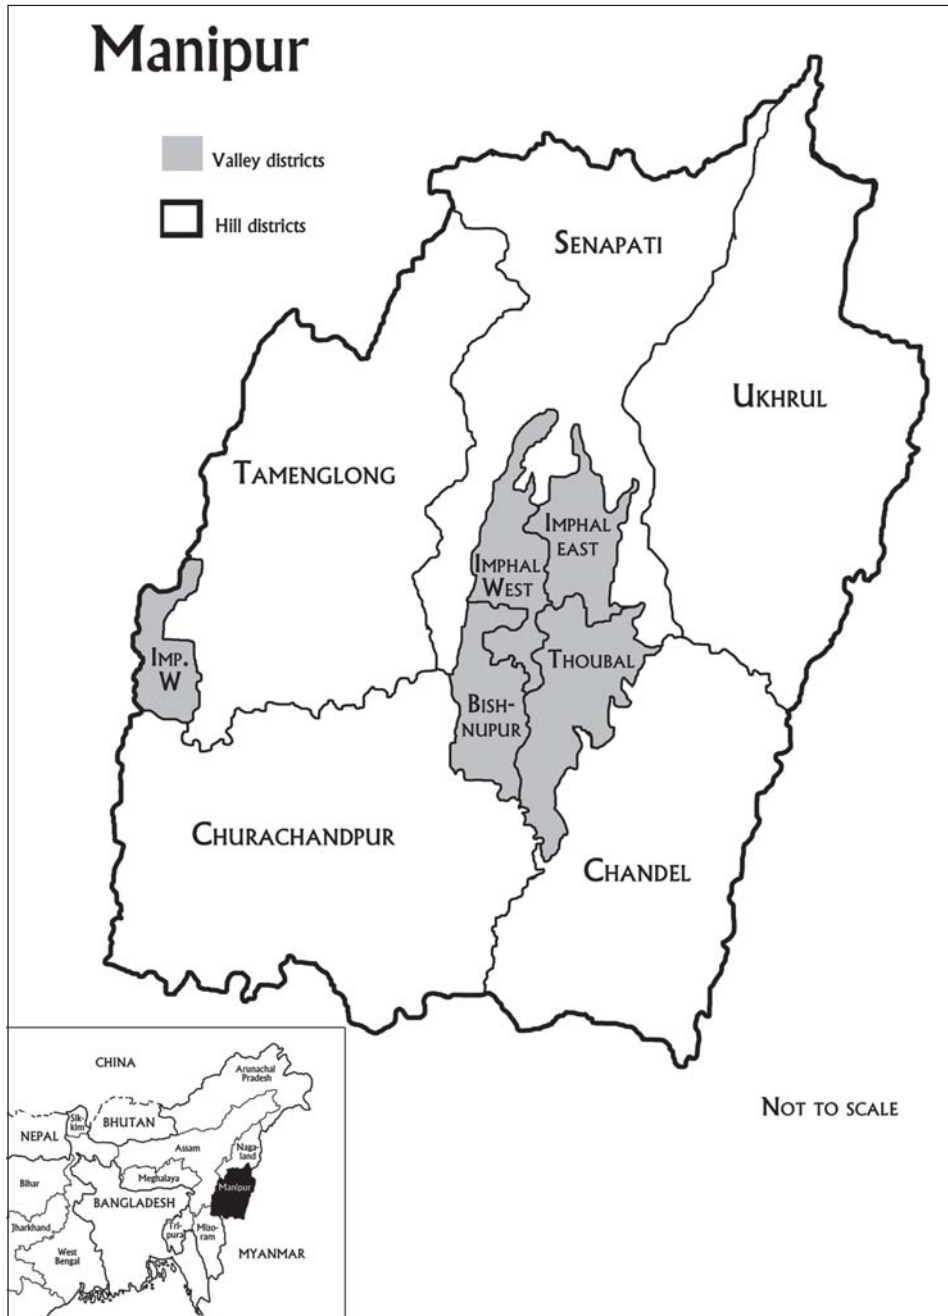 Manipur
Valley districts
Hill districts
SENAPATI
UKHRUL
TAMENGLONG
IMPHAL
EAST
IMPHAL
WEST
IMP.
W
THOUBAL
BISH-
NUPUR
CHURACHANDPUR
CHANDEL
NOT TO SCALE
CHINA
Arunachal
Pradesh
Sik-
kim
BHUTAN
NEPAL
Assam
Naga-
land
Bihar
Meghalaya
Manipur
BANGLADESH
Jharkhand
Tri-
pura
Mizo-
ram
West
Bengal
MYANMAR